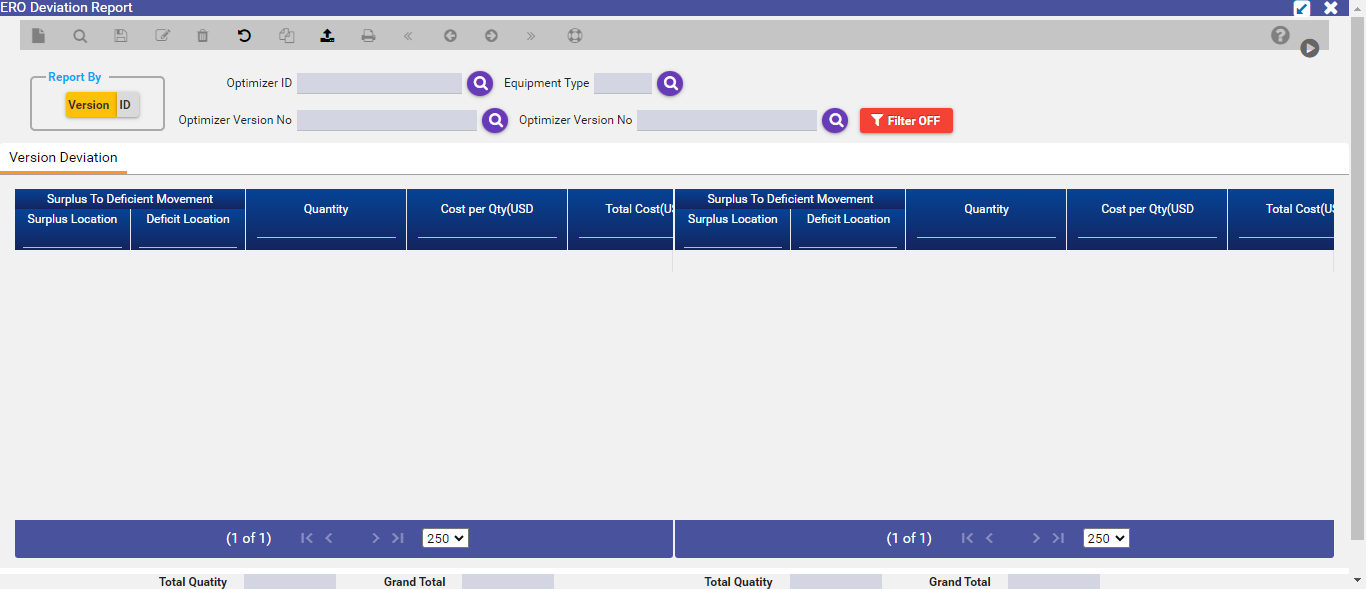 ERO Deviation Report
Report By
Version ID
Optimizer ID
Equipment Type
Optimizer Version No
Optimizer Version No
Filter OFF
Version Deviation
Surplus To Deficient Movement
Surplus Location
Deficit Location
Quantity
Cost per Qty(USD
Total Cost(US
Surplus To Deficient Movement
Surplus Location
Deficit Location
Quantity
Cost per Qty(USD
Total Cost(US
(1 of 1)
250
(1 of 1)
250
Total Quatity
Grand Total
Total Quatity
Grand Total